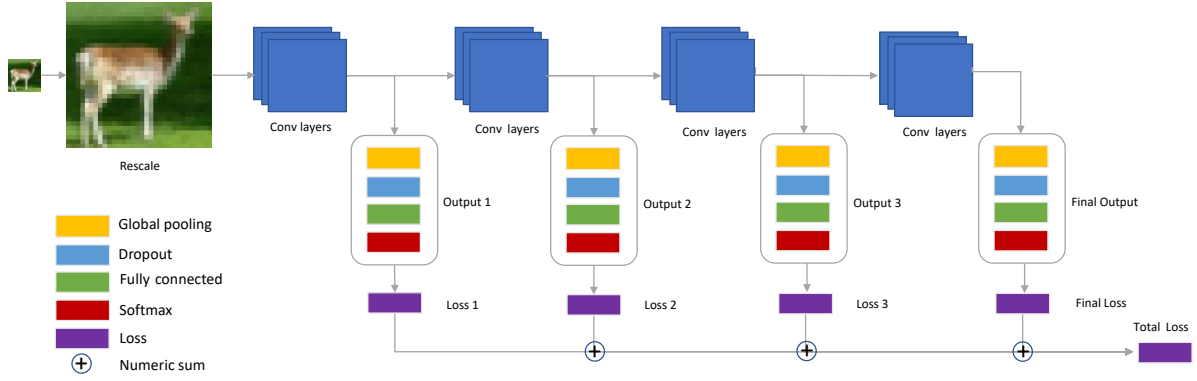 Conv layers
Conv layers
Conv layers
Conv layers
Rescale
Output 1
Output 2
Output 3
Final Output
Global pooling
Dropout
Fully connected
Softmax
Loss
Numeric sum
Loss 1
Loss 2
Loss 3
Final Loss
Total Loss